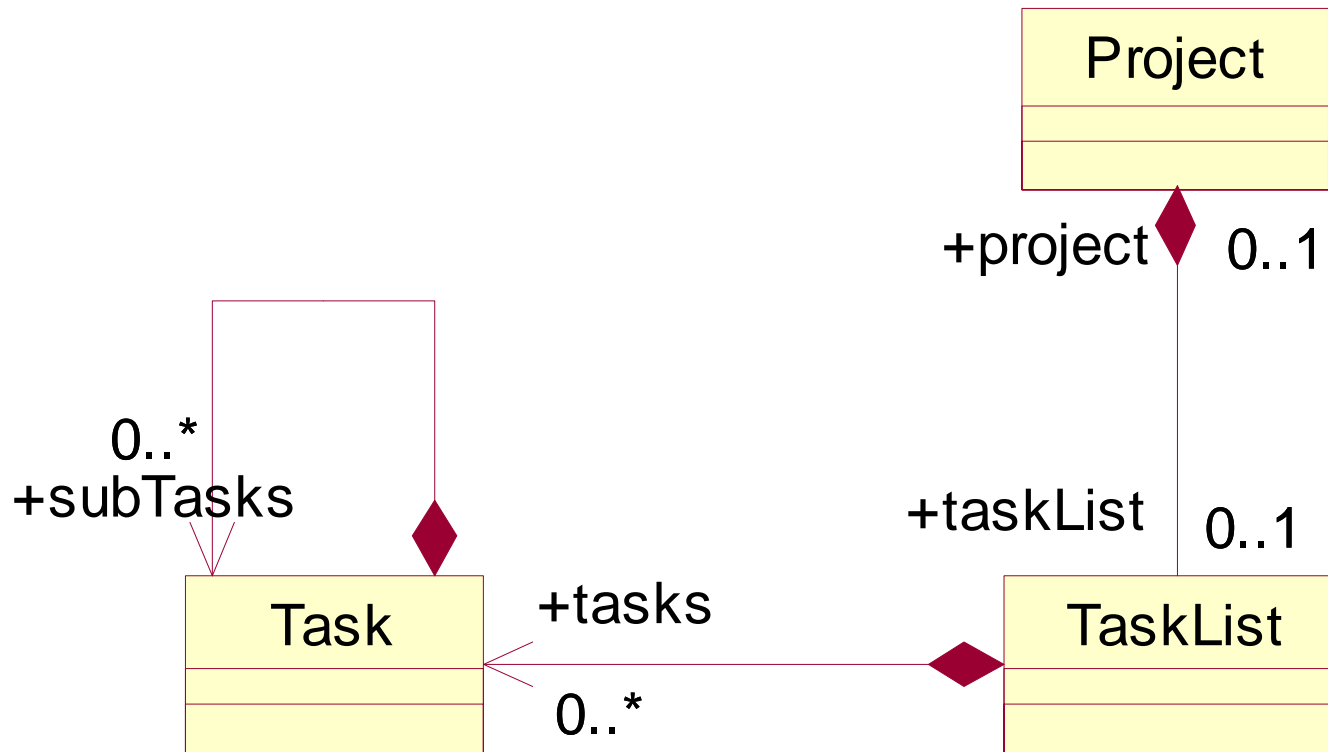 Project
+project
0..1
0..*
+subTasks
+taskList
0..1
Task
+tasks
TaskList
0..*